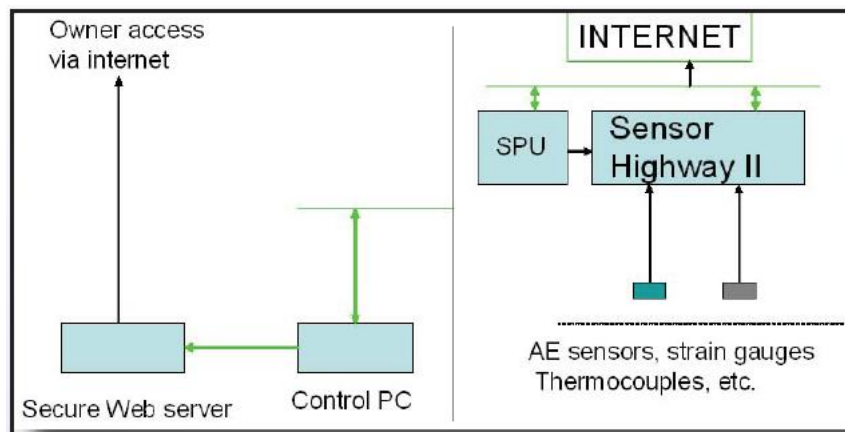 Owner access
via internet
Secure Web server
Control PC
INTERNET
SPU
Sensor
Highway II
AE sensors, strain gauges
Thermocouples, etc.